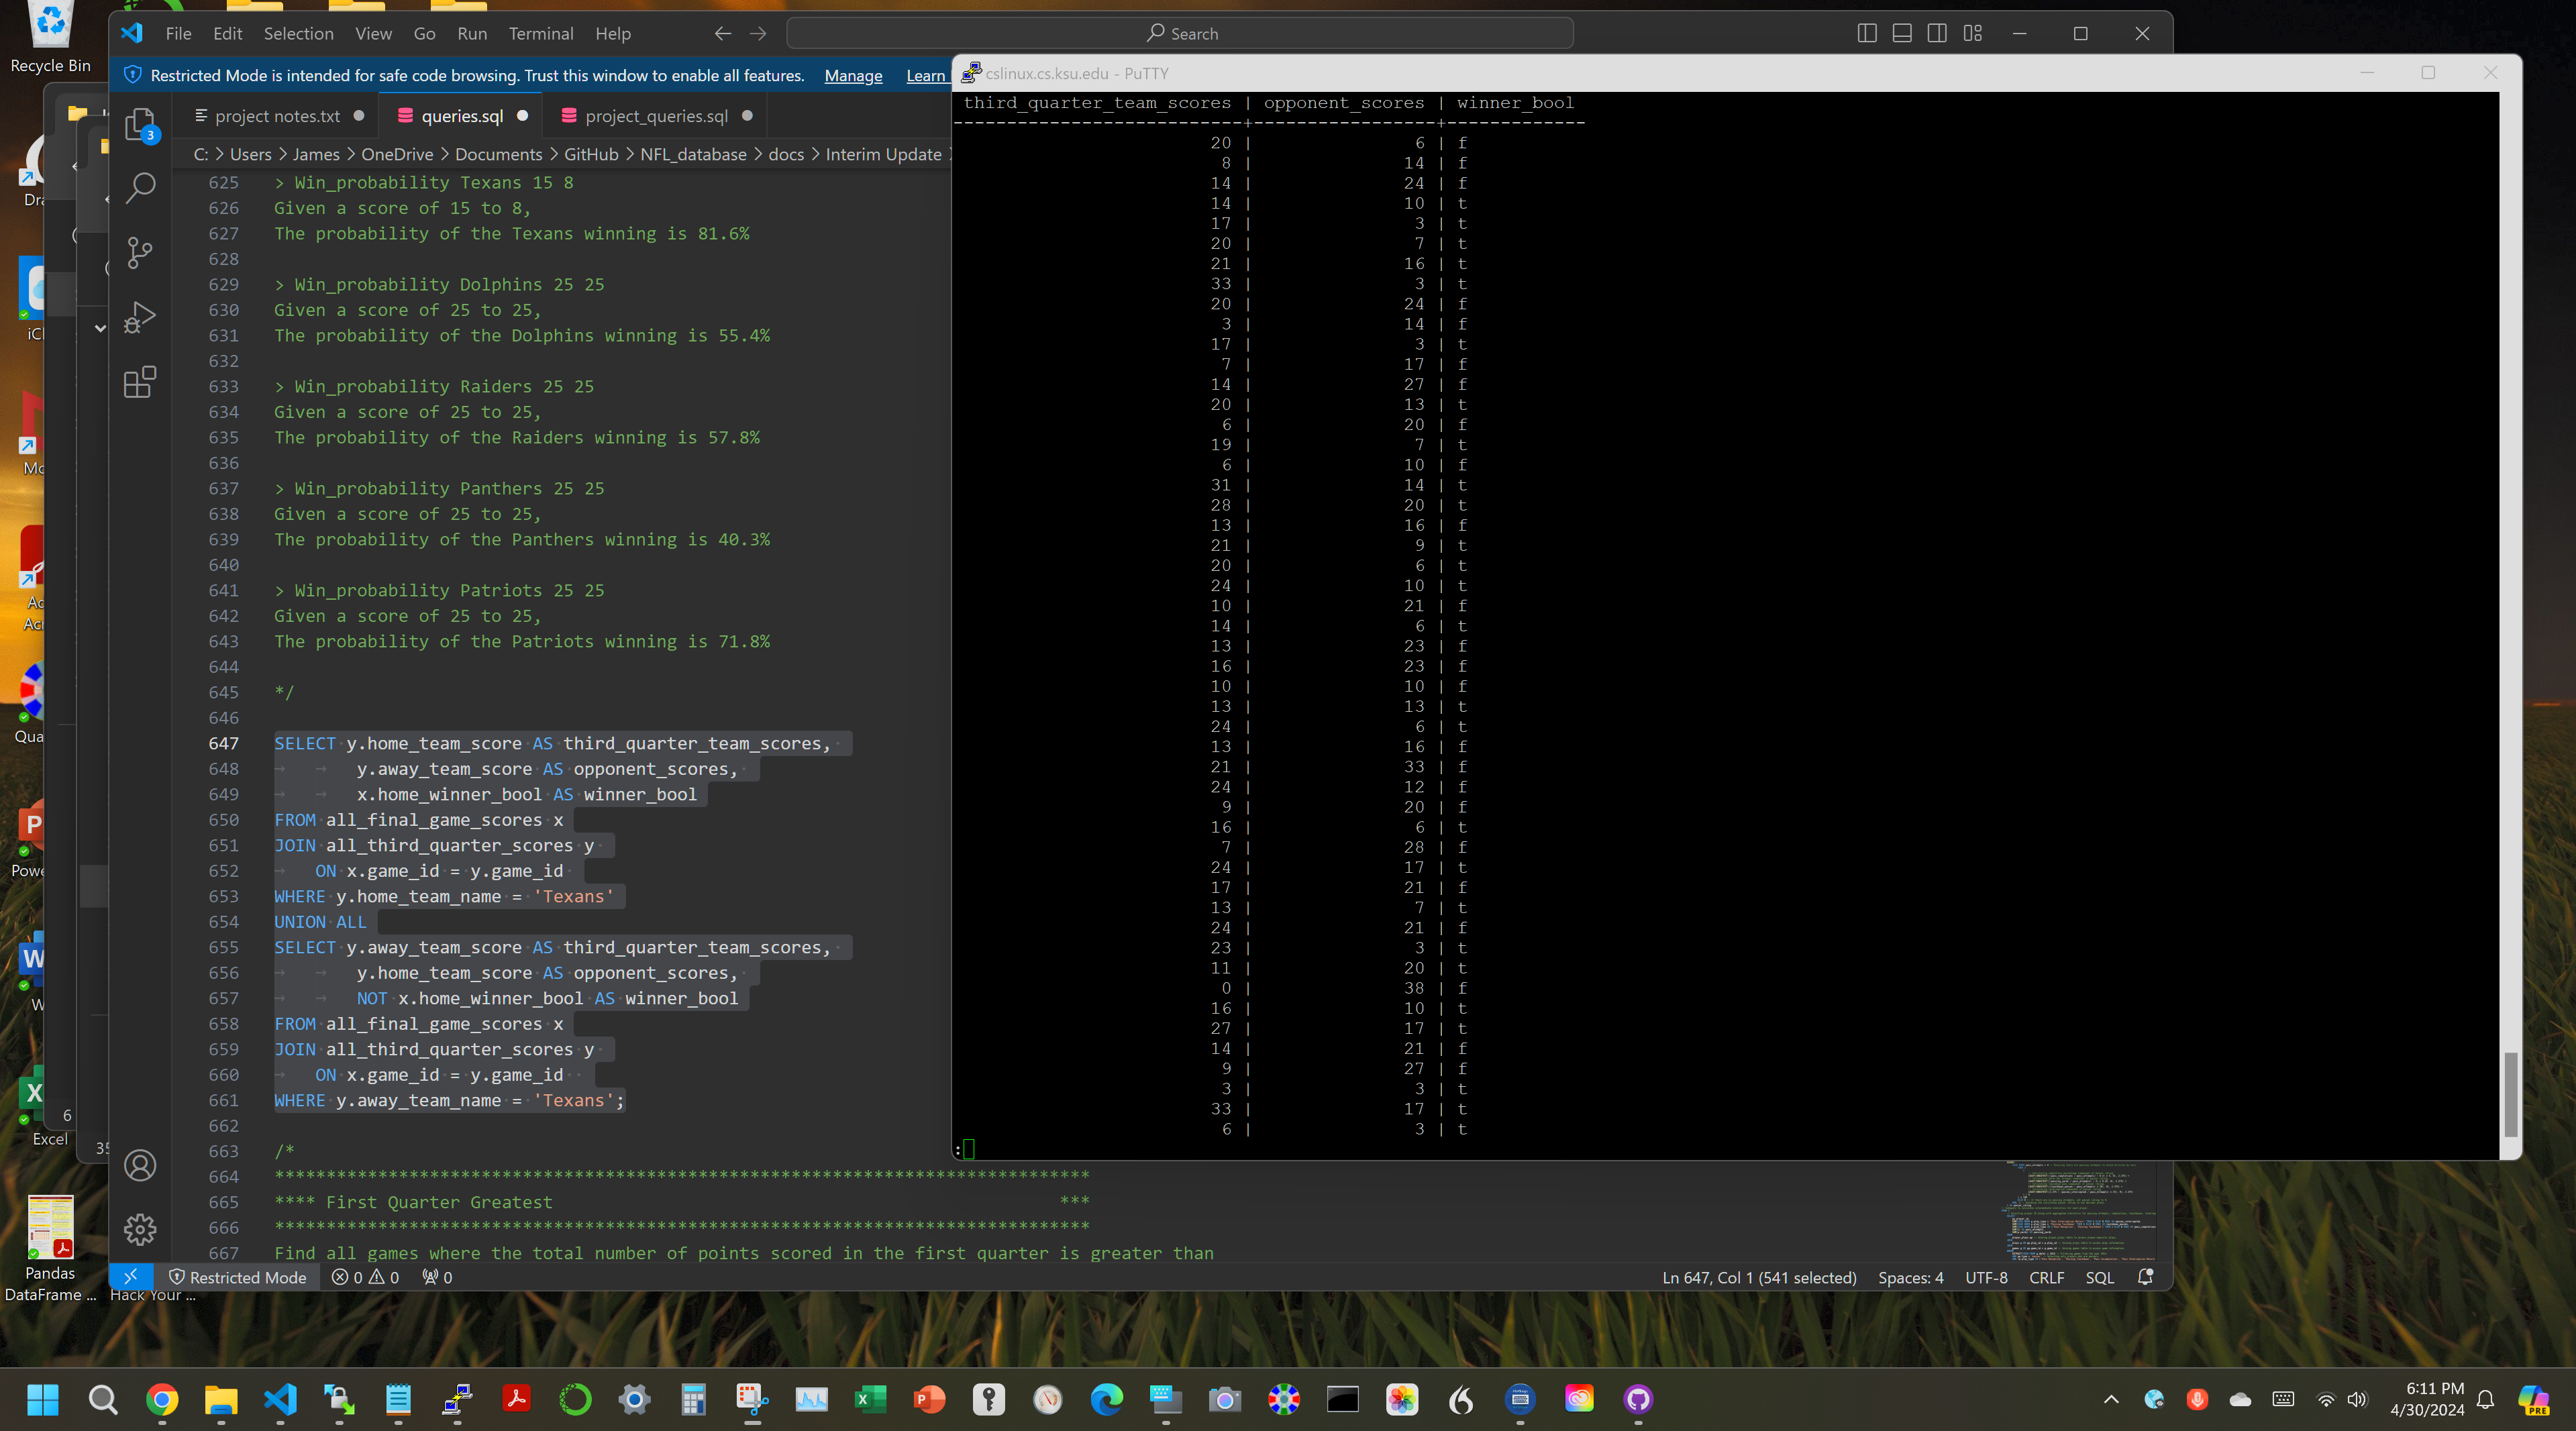 Recycle Bin
File Edit Selection View Go Run Terminal Help
Search
Restricted Mode is intended for safe code browsing. Trust this window to enable all features. Manage Learn
project notes.txt queries.sql project_queries.sql
C: > Users > James > OneDrive > Documents > GitHub > NFL_database > docs > Interim Update >
625 > Win_probability Texans 15 8
626 Given a score of 15 to 8,
627 The probability of the Texans winning is 81.6%
628
629 > Win_probability Dolphins 25 25
630 Given a score of 25 to 25,
631 The probability of the Dolphins winning is 55.4%
632
633 > Win_probability Raiders 25 25
634 Given a score of 25 to 25,
635 The probability of the Raiders winning is 57.8%
636
637 > Win_probability Panthers 25 25
638 Given a score of 25 to 25,
639 The probability of the Panthers winning is 40.3%
640
641 > Win_probability Patriots 25 25
642 Given a score of 25 to 25,
643 The probability of the Patriots winning is 71.8%
644
645 */
646
647 SELECT y.home_team_score AS third_quarter_team_scores,
648 y.away_team_score AS opponent_scores,
649 x.home_winner_bool AS winner_bool
650 FROM all_final_game_scores x
651 JOIN all_third_quarter_scores y
652 ON x.game_id = y.game_id
653 WHERE y.home_team_name = 'Texans'
654 UNION ALL
655 SELECT y.away_team_score AS third_quarter_team_scores,
656 y.home_team_score AS opponent_scores,
657 NOT x.home_winner_bool AS winner_bool
658 FROM all_final_game_scores x
659 JOIN all_third_quarter_scores y
660 ON x.game_id = y.game_id
661 WHERE y.away_team_name = 'Texans';
662
663 /*
664 *******************************************************************************
665 **** First Quarter Greatest ***
666 *******************************************************************************
667 Find all games where the total number of points scored in the first quarter is greater than
Restricted Mode 0 0 0
Ln 647, Col 1 (541 selected) Spaces: 4 UTF-8 CRLF SQL
cslinux.cs.ksu.edu - PuTTY
third_quarter_team_scores | opponent_scores | winner_bool
---------------------------+-----------------+-------------
20 | 6 | f
8 | 14 | f
14 | 24 | f
14 | 10 | t
17 | 3 | t
20 | 7 | t
21 | 16 | t
33 | 3 | t
20 | 24 | f
3 | 14 | f
17 | 3 | t
7 | 17 | f
14 | 27 | f
20 | 13 | t
6 | 20 | f
19 | 7 | t
6 | 10 | f
31 | 14 | t
28 | 20 | t
13 | 16 | f
21 | 9 | t
20 | 6 | t
24 | 10 | t
10 | 21 | f
14 | 6 | t
13 | 23 | f
16 | 23 | f
10 | 10 | f
13 | 13 | t
24 | 6 | t
13 | 16 | f
21 | 33 | f
24 | 12 | f
9 | 20 | f
16 | 6 | t
7 | 28 | f
24 | 17 | t
17 | 21 | f
13 | 7 | t
24 | 21 | f
23 | 3 | t
11 | 20 | t
0 | 38 | f
16 | 10 | t
27 | 17 | t
14 | 21 | f
9 | 27 | f
3 | 3 | t
33 | 17 | t
6 | 3 | t
:
3
Excel
6
Pandas
DataFrame ...
Hack Your ...
6:11 PM
4/30/2024
PRE